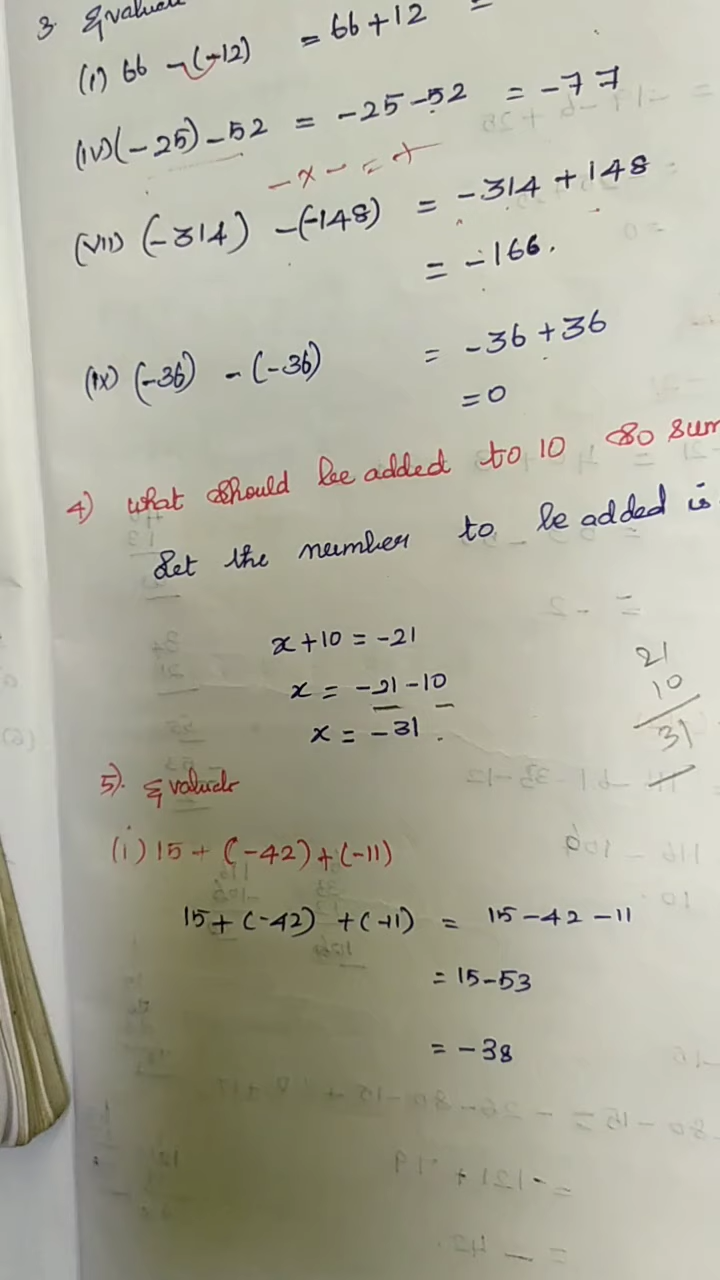 3 Evaluate
(i) 66 - (-12) = 66 + 12 =
(iv) (-25) - 52 = -25 - 52 = -77
- x - = +
(vii) (-314) - (-148) = -314 + 148
= -166.
(ix) (-36) - (-36) = -36 + 36
= 0
4) what should be added to 10 so sum
Let the number to be added is
x + 10 = -21
x = -21 - 10
x = -31.
21
10
31
5). Evaluate
(i) 15 + (-42) + (-11)
15 + (-42) + (-11) = 15 - 42 - 11
= 15 - 53
= -38